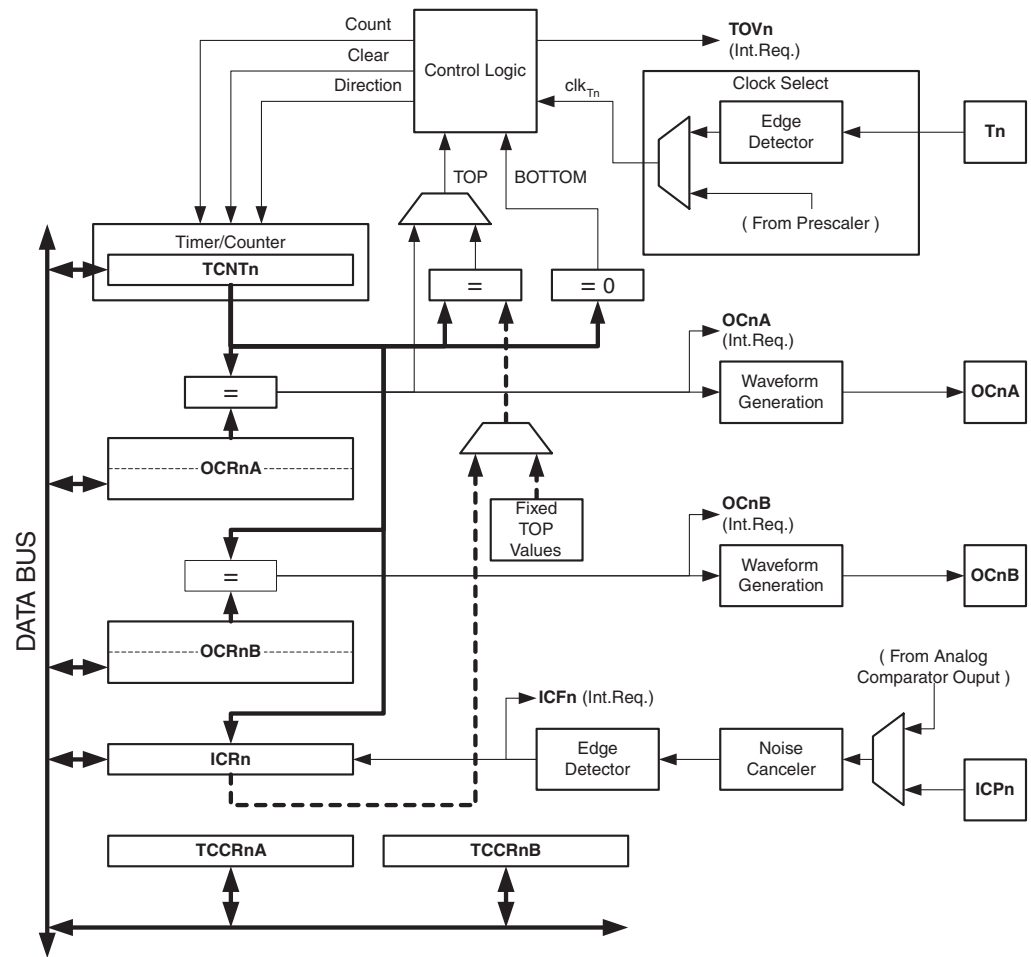 Count
Clear
Direction
Control Logic
TOVn
(Int.Req.)
clkTn
Clock Select
Edge
Detector
Tn
( From Prescaler )
TOP
BOTTOM
Timer/Counter
TCNTn
=
= 0
OCnA
(Int.Req.)
=
Waveform
Generation
OCnA
OCRnA
Fixed
TOP
Values
OCnB
(Int.Req.)
=
Waveform
Generation
OCnB
DATA BUS
OCRnB
( From Analog
Comparator Ouput )
ICFn (Int.Req.)
ICRn
Edge
Detector
Noise
Canceler
ICPn
TCCRnA
TCCRnB